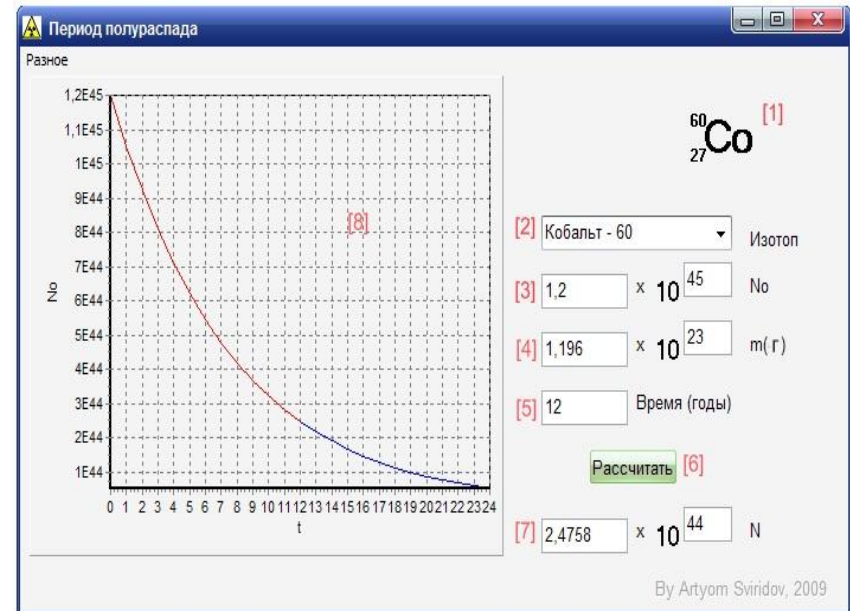 Период полураспада
Разное
1,2E45
1,1E45
1E45
9E44
8E44
7E44
6E44
5E44
4E44
3E44
2E44
1E44
No
0 1 2 3 4 5 6 7 8 9 10 11 12 13 14 15 16 17 18 19 20 21 22 23 24
t
[8]
60
27
Co [1]
[2] Кобальт - 60 Изотоп
[3] 1,2 x 10 45 No
[4] 1,196 x 10 23 m( г )
[5] 12 Время (годы)
Рассчитать [6]
[7] 2,4758 x 10 44 N
By Artyom Sviridov, 2009